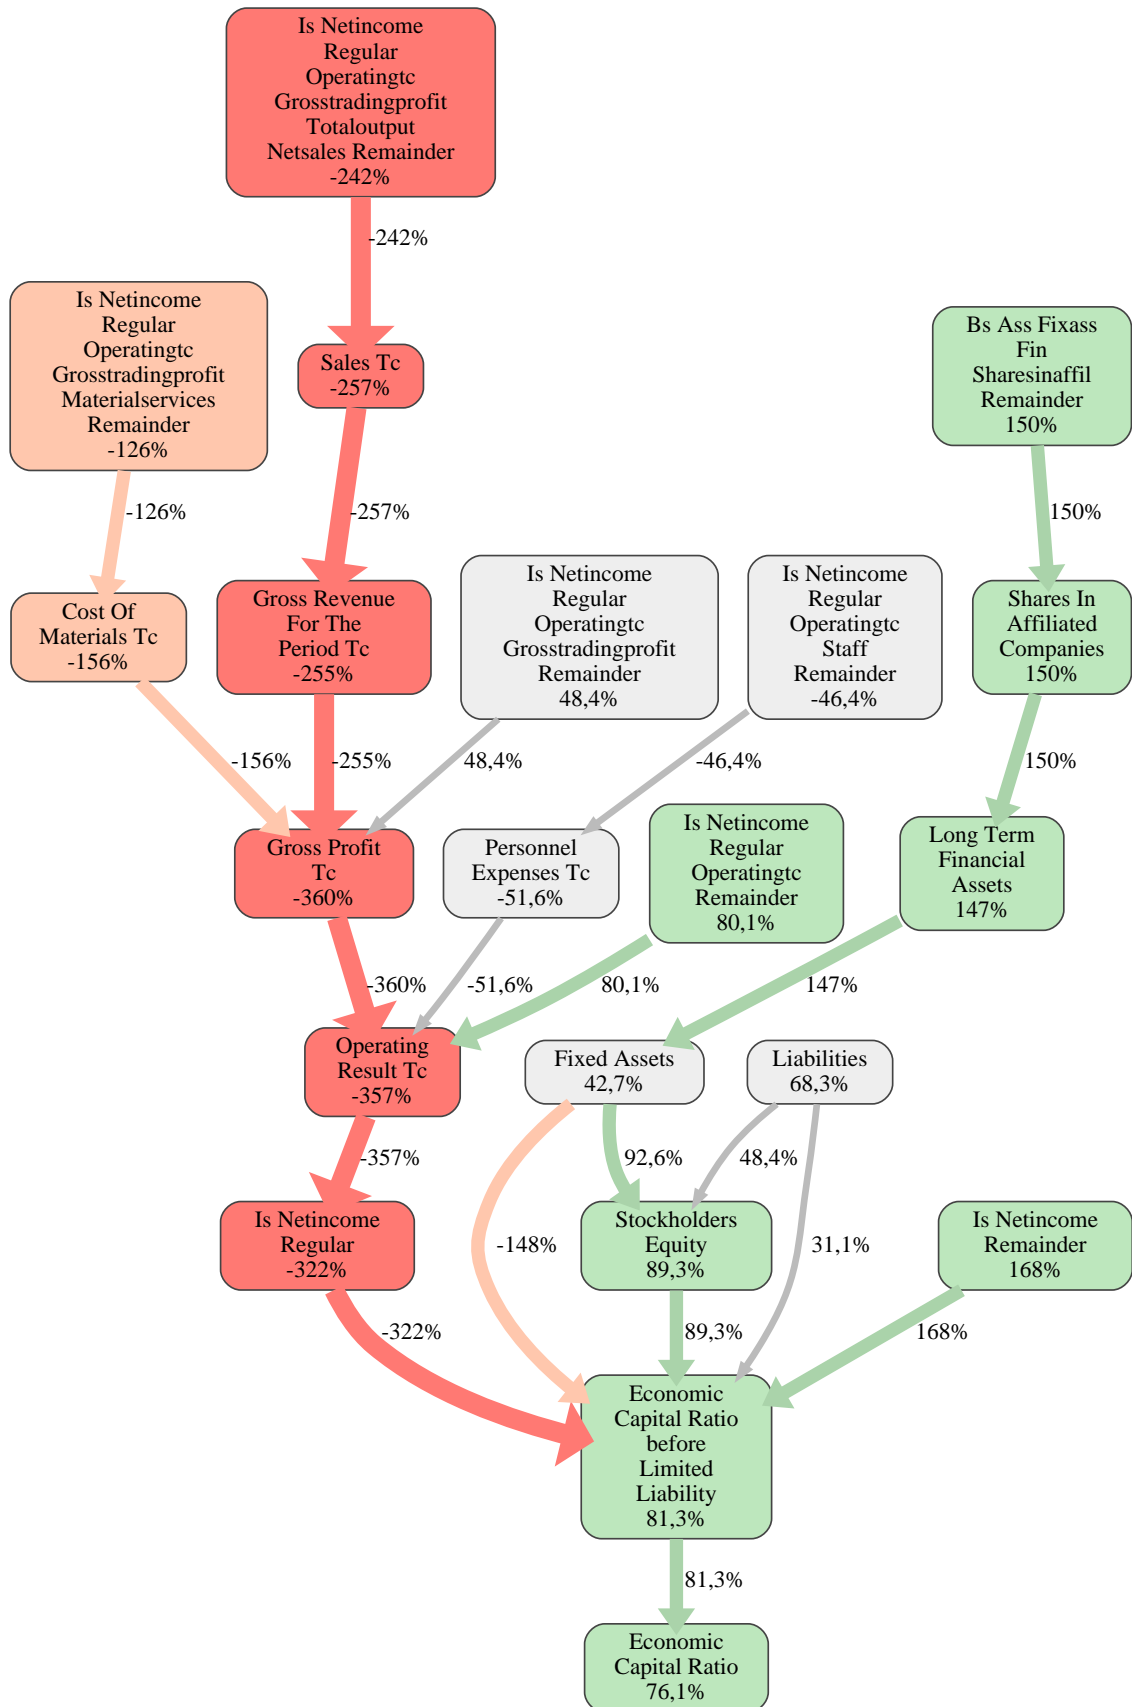 Is Netincome
Regular
Operatingtc
Grosstradingprofit
Totaloutput
Netsales Remainder
-242%
-242%
Is Netincome
Regular
Operatingtc
Grosstradingprofit
Materialservices
Remainder
-126%
Sales Tc
-257%
Bs Ass Fixass
Fin
Sharesinaffil
Remainder
150%
-126%
-257%
150%
Cost Of
Materials Tc
-156%
Gross Revenue
For The
Period Tc
-255%
Is Netincome
Regular
Operatingtc
Grosstradingprofit
Remainder
48,4%
Is Netincome
Regular
Operatingtc
Staff
Remainder
-46,4%
Shares In
Affiliated
Companies
150%
-156%
-255%
48,4%
-46,4%
150%
Gross Profit
Tc
-360%
Personnel
Expenses Tc
-51,6%
Is Netincome
Regular
Operatingtc
Remainder
80,1%
Long Term
Financial
Assets
147%
-360%
-51,6%
80,1%
147%
Operating
Result Tc
-357%
Fixed Assets
42,7%
Liabilities
68,3%
-357%
92,6%
48,4%
Is Netincome
Regular
-322%
-148%
Stockholders
Equity
89,3%
31,1%
Is Netincome
Remainder
168%
-322%
89,3%
168%
Economic
Capital Ratio
before
Limited
Liability
81,3%
81,3%
Economic
Capital Ratio
76,1%